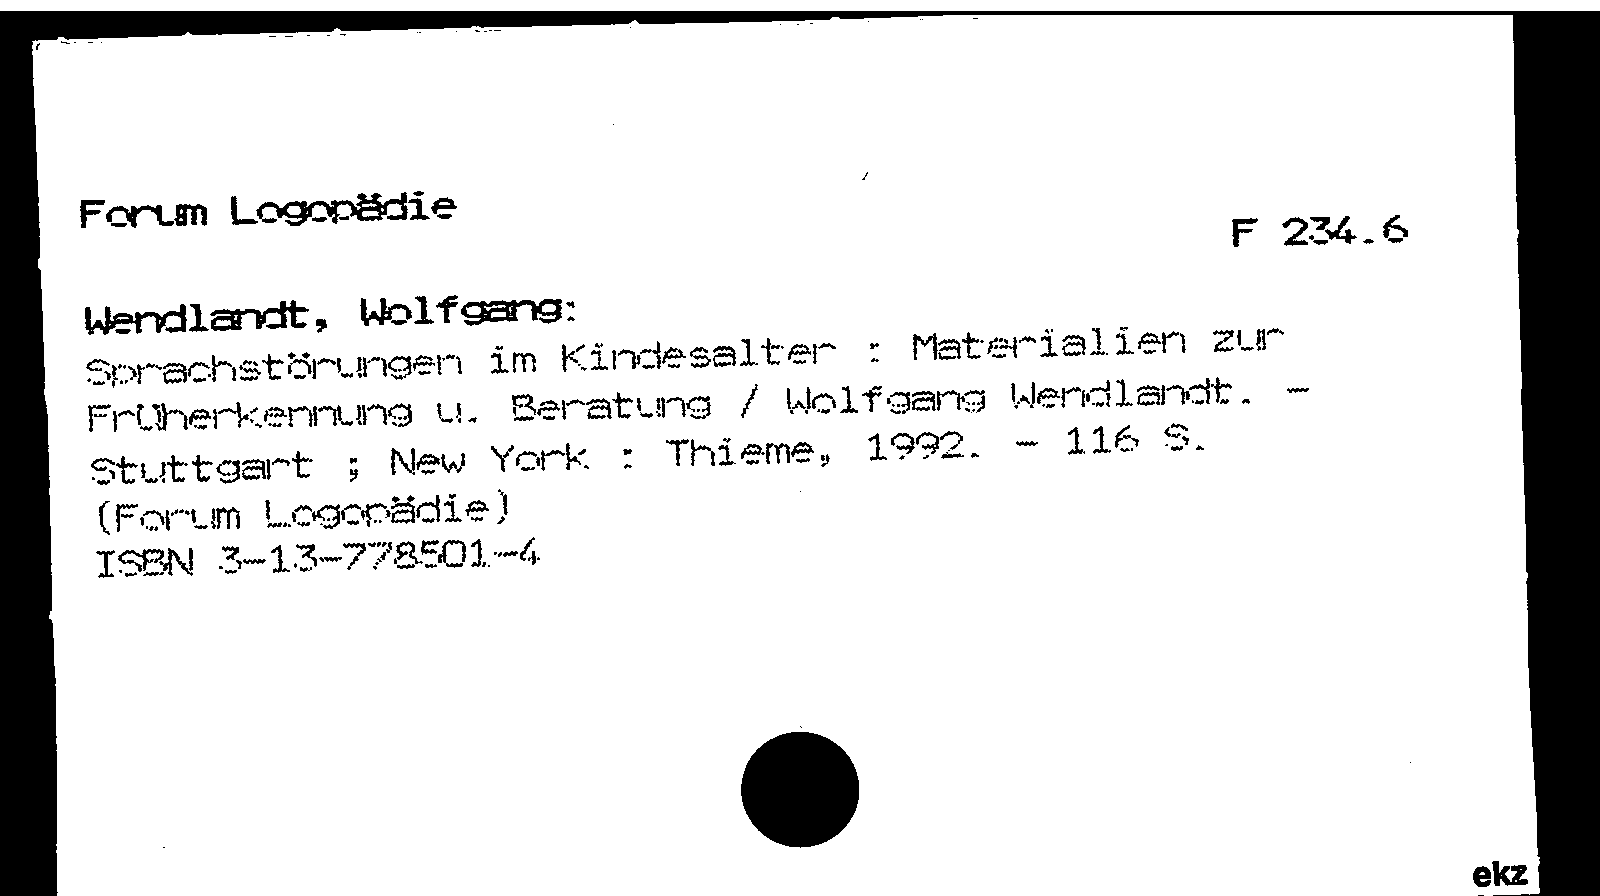 Forum Logopädie
F 234.6
Wendlandt, Wolfgang:
Sprachstörungen im Kindesalter : Materialien zur
Früherkennung u. Beratung / Wolfgang Wendlandt. -
Stuttgart ; New York : Thieme, 1992. - 116 S.
(Forum Logopädie)
ISBN 3-13-778501-4
ekz